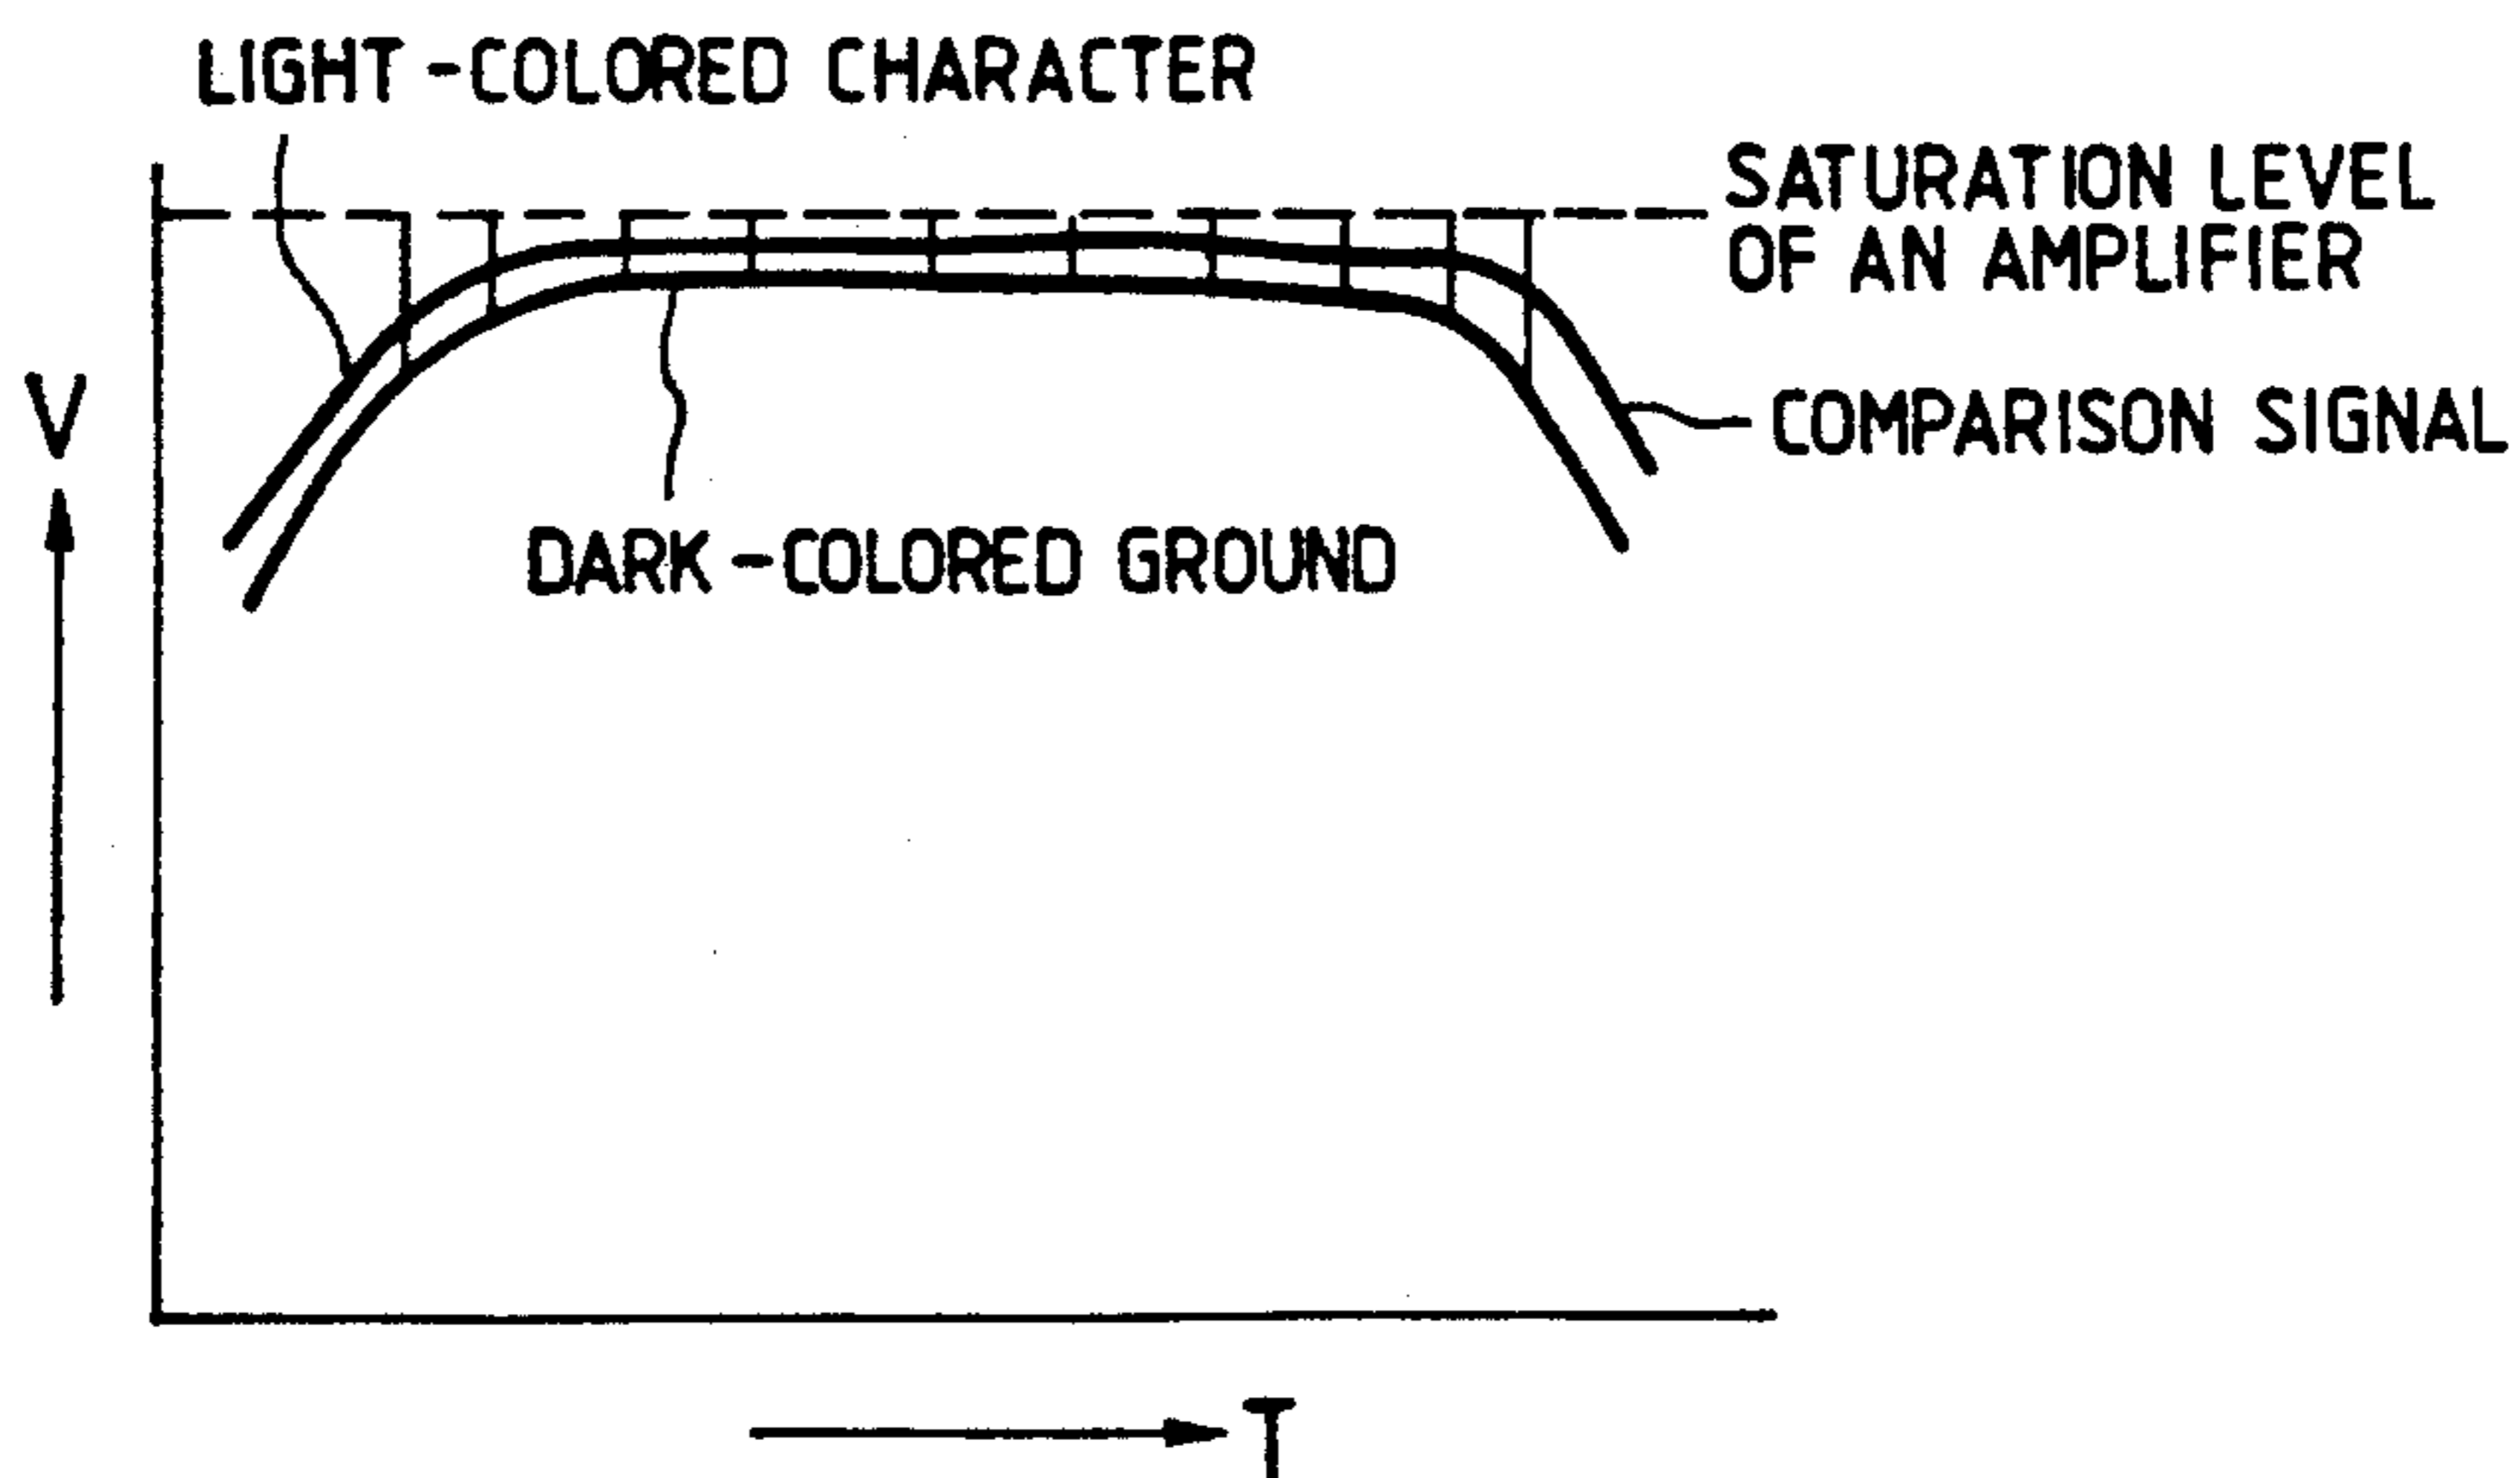 LIGHT-COLORED CHARACTER
SATURATION LEVEL
OF AN AMPLIFIER
V
COMPARISON SIGNAL
DARK-COLORED GROUND
T